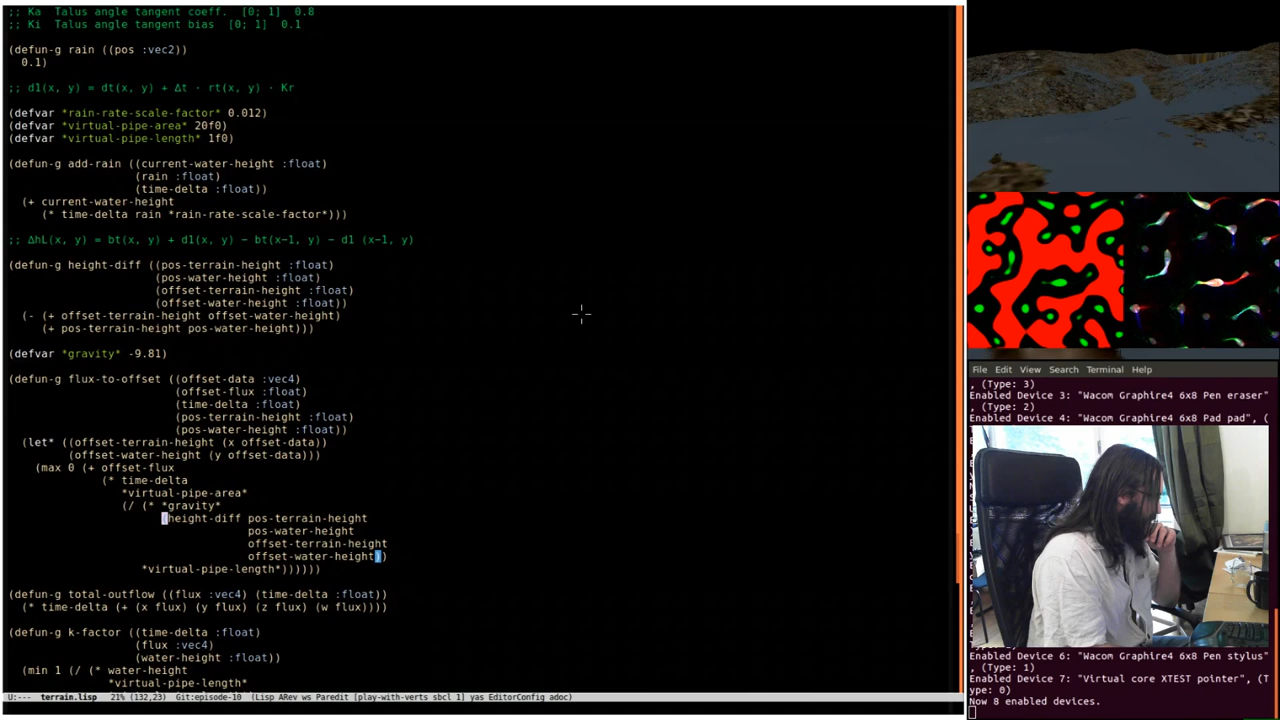 ;; Ka  Talus angle tangent coeff.  [0; 1]  0.8
;; Ki  Talus angle tangent bias  [0; 1]  0.1
(defun-g rain ((pos :vec2))
  0.1)
;; d1(x, y) = dt(x, y) + Δt · rt(x, y) · Kr
(defvar *rain-rate-scale-factor* 0.012)
(defvar *virtual-pipe-area* 20f0)
(defvar *virtual-pipe-length* 1f0)
(defun-g add-rain ((current-water-height :float)
                   (rain :float)
                   (time-delta :float))
  (+ current-water-height
     (* time-delta rain *rain-rate-scale-factor*)))
;; ΔhL(x, y) = bt(x, y) + d1(x, y) − bt(x−1, y) − d1 (x−1, y)
(defun-g height-diff ((pos-terrain-height :float)
                      (pos-water-height :float)
                      (offset-terrain-height :float)
                      (offset-water-height :float))
  (- (+ offset-terrain-height offset-water-height)
     (+ pos-terrain-height pos-water-height)))
(defvar *gravity* -9.81)
(defun-g flux-to-offset ((offset-data :vec4)
                         (offset-flux :float)
                         (time-delta :float)
                         (pos-terrain-height :float)
                         (pos-water-height :float))
  (let* ((offset-terrain-height (x offset-data))
         (offset-water-height (y offset-data)))
    (max 0 (+ offset-flux
              (* time-delta
                 *virtual-pipe-area*
                 (/ (* *gravity*
                       (height-diff pos-terrain-height
                                    pos-water-height
                                    offset-terrain-height
                                    offset-water-height))
                    *virtual-pipe-length*))))))
(defun-g total-outflow ((flux :vec4) (time-delta :float))
  (* time-delta (+ (x flux) (y flux) (z flux) (w flux))))
(defun-g k-factor ((time-delta :float)
                   (flux :vec4)
                   (water-height :float))
  (min 1 (/ (* water-height
               *virtual-pipe-length*
U:---  terrain.lisp   21% (132,23)  Git:episode-10  (Lisp ARev ws Paredit [play-with-verts sbcl 1] yas EditorConfig adoc)
File  Edit  View  Search  Terminal  Help
, (Type: 3)
Enabled Device 3: "Wacom Graphire4 6x8 Pen eraser"
, (Type: 2)
Enabled Device 4: "Wacom Graphire4 6x8 Pad pad", (
Enabled Device 6: "Wacom Graphire4 6x8 Pen stylus"
, (Type: 1)
Enabled Device 7: "Virtual core XTEST pointer", (T
ype: 0)
Now 8 enabled devices.